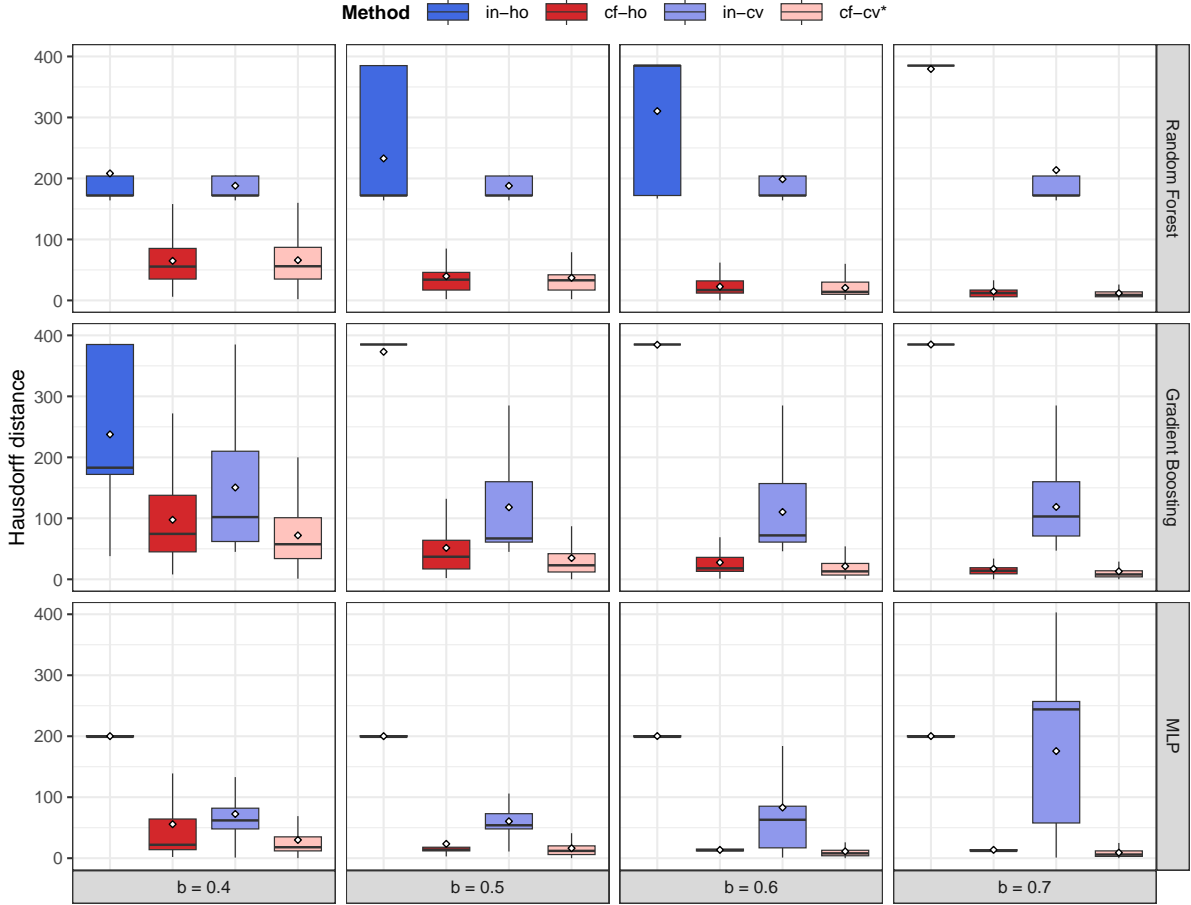 Method in−ho cf−ho in−cv cf−cv*
Hausdorff distance
400
300
200
100
0
Random Forest
400
300
200
100
0
Gradient Boosting
400
300
200
100
0
MLP
b = 0.4 b = 0.5 b = 0.6 b = 0.7